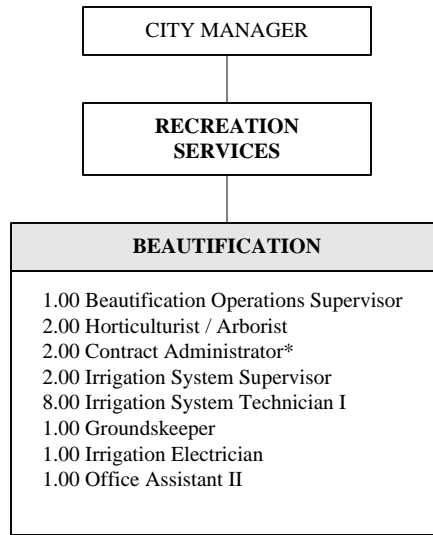 CITY MANAGER
RECREATION
SERVICES
BEAUTIFICATION
1.00 Beautification Operations Supervisor
2.00 Horticulturist / Arborist
2.00 Contract Administrator*
2.00 Irrigation System Supervisor
8.00 Irrigation System Technician I
1.00 Groundskeeper
1.00 Irrigation Electrician
1.00 Office Assistant II